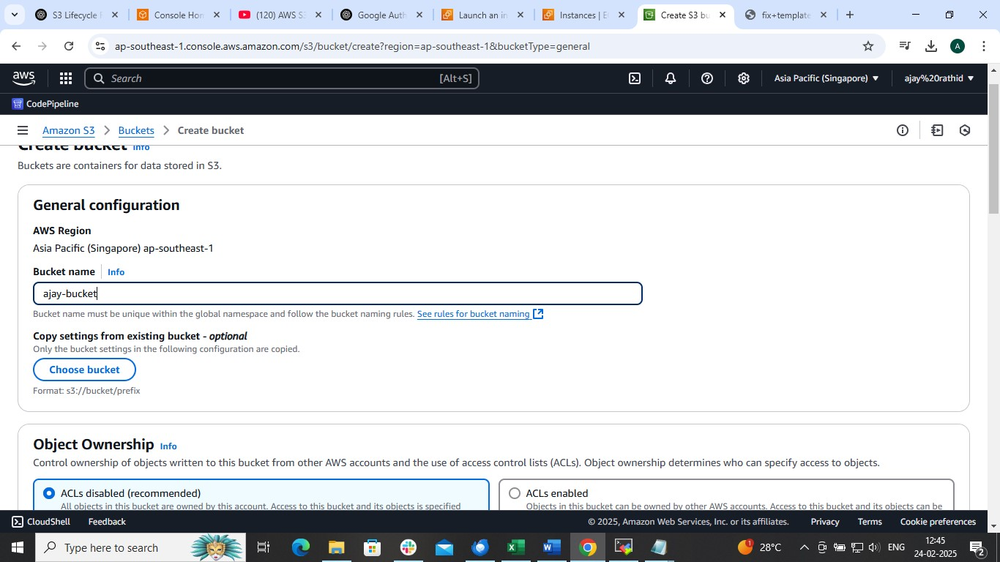 S3 Lifecycle
Console Hon
(120) AWS S
Google Auth
Launch an in
Instances | E
Create S3 bu
fix+template
ap-southeast-1.console.aws.amazon.com/s3/bucket/create?region=ap-southeast-1&bucketType=general
A
aws
Search
[Alt+S]
Asia Pacific (Singapore) ▼
ajay%20rathid ▼
CodePipeline
Amazon S3 > Buckets > Create bucket
Create bucket Info
Buckets are containers for data stored in S3.
General configuration
AWS Region
Asia Pacific (Singapore) ap-southeast-1
Bucket name Info
ajay-bucket
Bucket name must be unique within the global namespace and follow the bucket naming rules. See rules for bucket naming
Copy settings from existing bucket - optional
Only the bucket settings in the following configuration are copied.
Choose bucket
Format: s3://bucket/prefix
Object Ownership Info
Control ownership of objects written to this bucket from other AWS accounts and the use of access control lists (ACLs). Object ownership determines who can specify access to objects.
ACLs disabled (recommended)
All objects in this bucket are owned by this account. Access to this bucket and its objects is specified
ACLs enabled
Objects in this bucket can be owned by other AWS accounts. Access to this bucket and its objects can be
CloudShell
Feedback
© 2025, Amazon Web Services, Inc. or its affiliates.
Privacy
Terms
Cookie preferences
Type here to search
1
28°C
ENG
12:45
24-02-2025
2